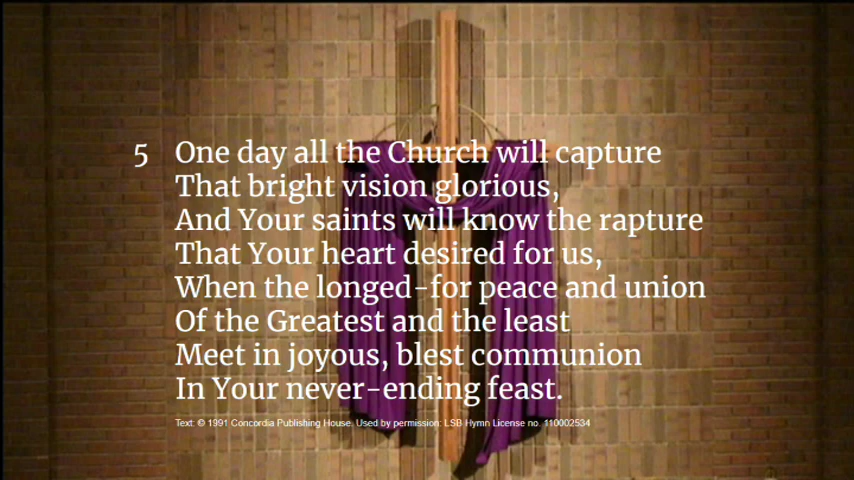 5 One day all the Church will capture
That bright vision glorious,
And Your saints will know the rapture
That Your heart desired for us,
When the longed-for peace and union
Of the Greatest and the least
Meet in joyous, blest communion
In Your never-ending feast.
Text: © 1991 Concordia Publishing House. Used by permission: LSB Hymn License no. 110002534